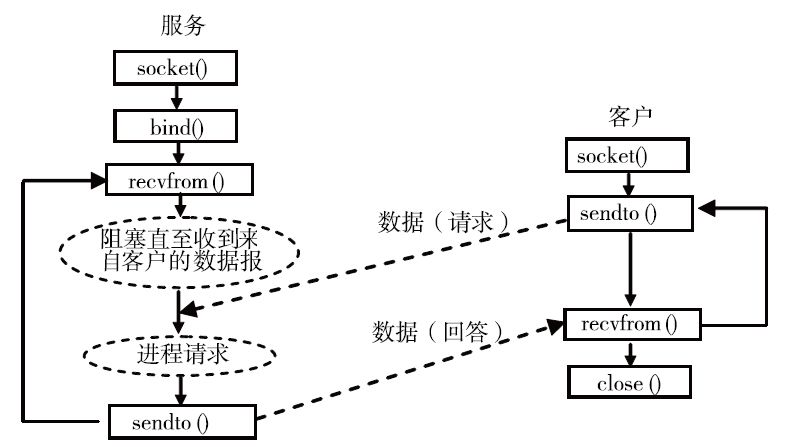 服务
socket()
bind()
recvfrom()
阻塞直至收到来
自客户的数据报
进程请求
sendto()
数据（请求）
数据（回答）
客户
socket()
sendto()
recvfrom()
close()